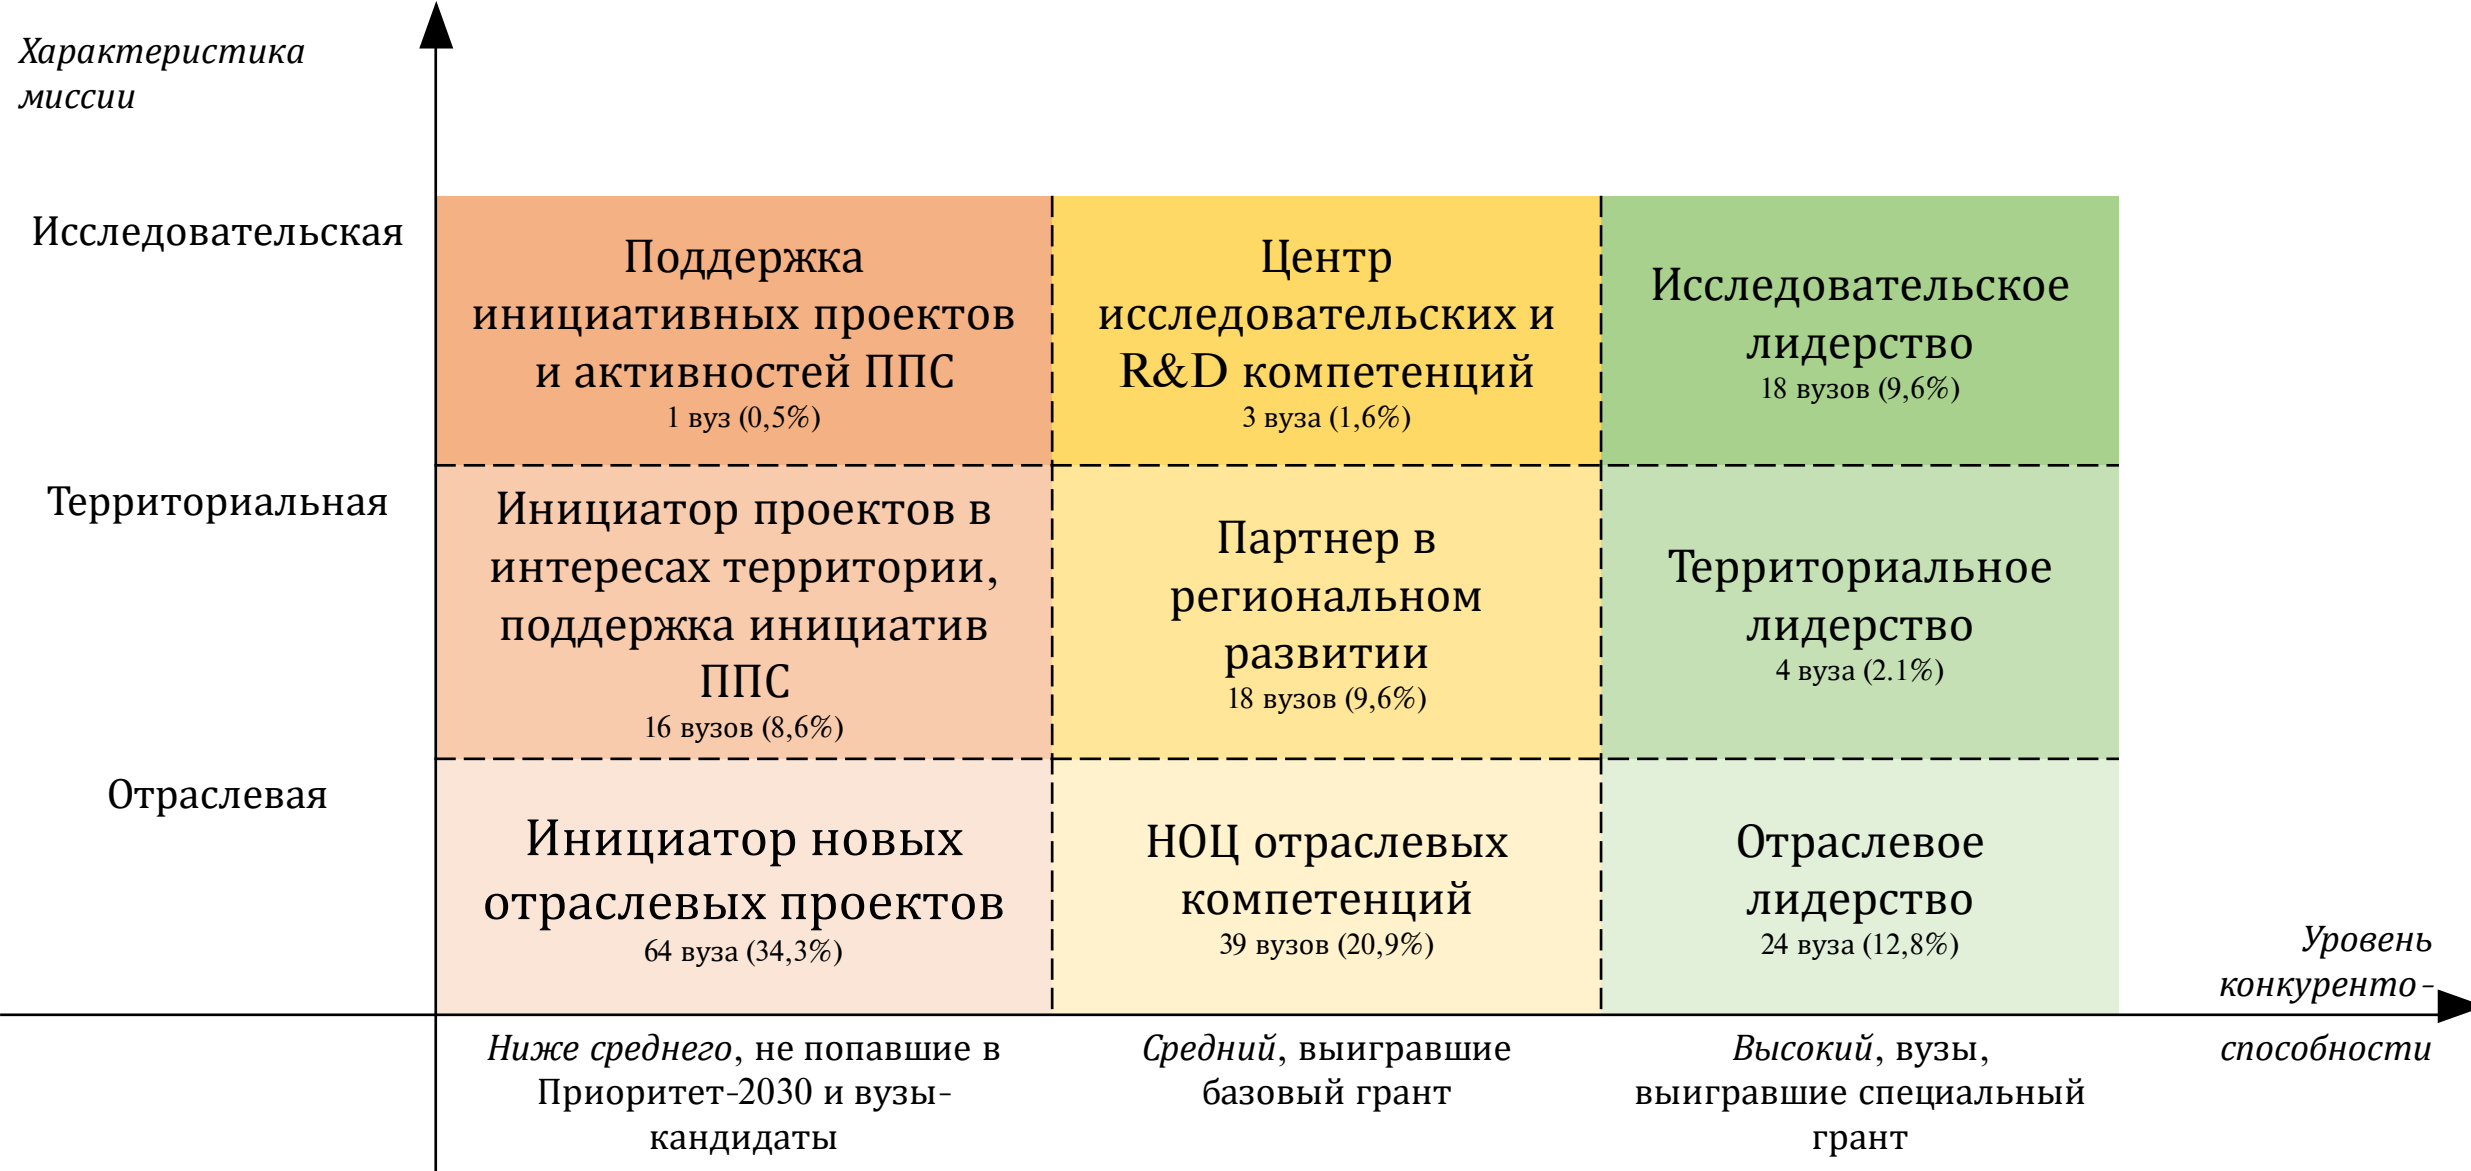 Характеристика
миссии
Исследовательская
Поддержка
инициативных проектов
и активностей ППС
1 вуз (0,5%)
Центр
исследовательских и
R&D компетенций
3 вуза (1,6%)
Исследовательское
лидерство
18 вузов (9,6%)
Территориальная
Инициатор проектов в
интересах территории,
поддержка инициатив
ППС
16 вузов (8,6%)
Партнер в
региональном
развитии
18 вузов (9,6%)
Территориальное
лидерство
4 вуза (2.1%)
Отраслевая
Инициатор новых
отраслевых проектов
64 вуза (34,3%)
НОЦ отраслевых
компетенций
39 вузов (20,9%)
Отраслевое
лидерство
24 вуза (12,8%)
Уровень
конкуренто-
способности
Ниже среднего, не попавшие в
Приоритет-2030 и вузы-
кандидаты
Средний, выигравшие
базовый грант
Высокий, вузы,
выигравшие специальный
грант